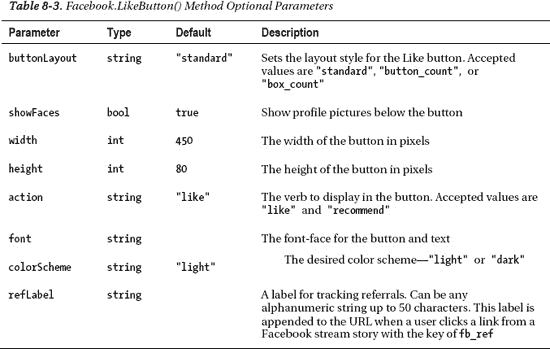 Table 8-3. Facebook.LikeButton() Method Optional Parameters
Parameter Type Default Description
buttonLayout string "standard" Sets the layout style for the Like button. Accepted
values are "standard", "button_count", or
"box_count"
showFaces bool true Show profile pictures below the button
width int 450 The width of the button in pixels
height int 80 The height of the button in pixels
action string "like" The verb to display in the button. Accepted values are
"like" and "recommend"
font string The font-face for the button and text
colorScheme string "light" The desired color scheme—"light" or "dark"
refLabel string A label for tracking referrals. Can be any
alphanumeric string up to 50 characters. This label is
appended to the URL when a user clicks a link from a
Facebook stream story with the key of fb_ref